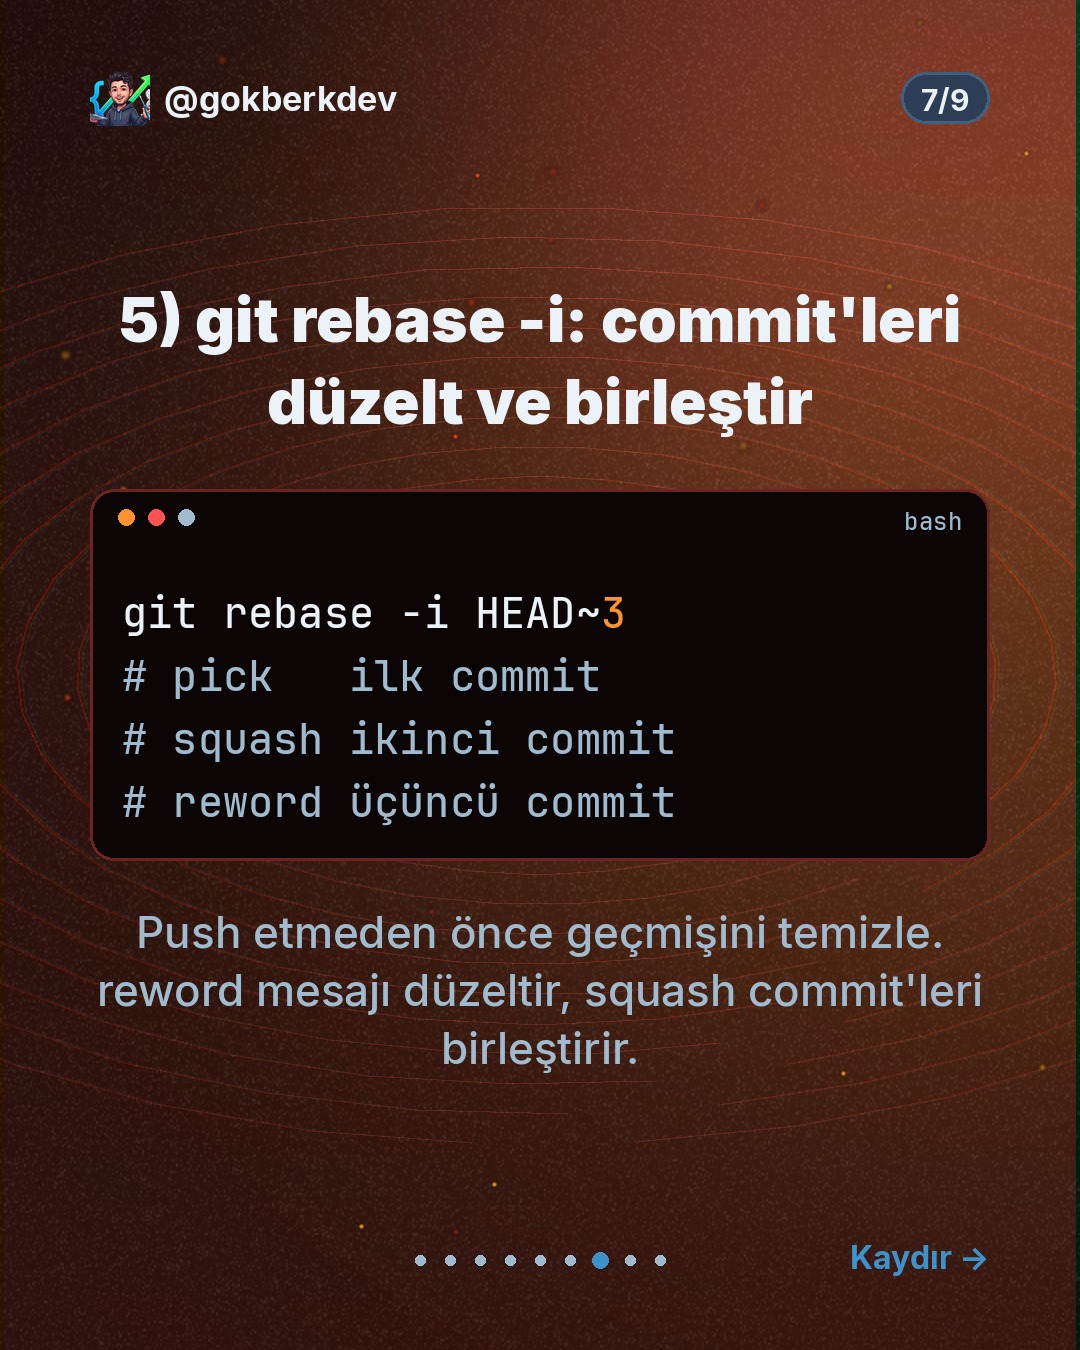 @gokberkdev
7/9
5) git rebase -i: commit'leri
düzelt ve birleştir
bash
git rebase -i HEAD~3
# pick   ilk commit
# squash ikinci commit
# reword üçüncü commit
Push etmeden önce geçmişini temizle.
reword mesajı düzeltir, squash commit'leri
birleştirir.
Kaydır →